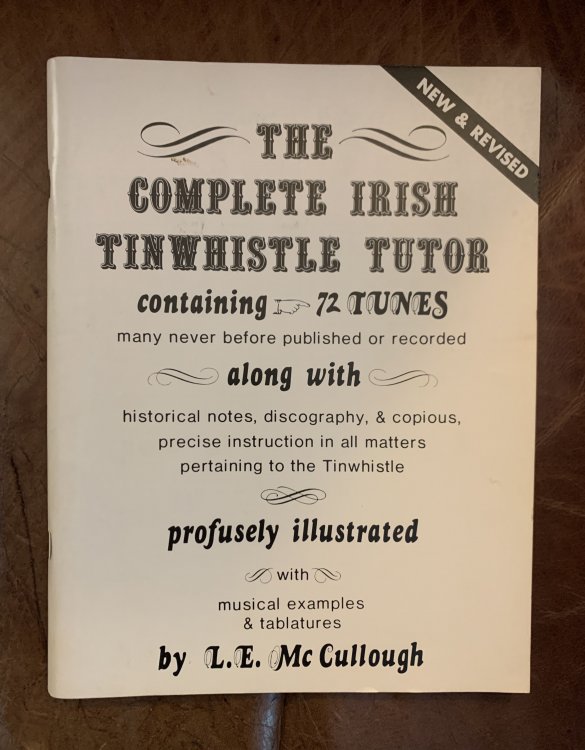 NEW & REVISED
THE
COMPLETE IRISH
TINWHISTLE TUTOR
containing 72 TUNES
many never before published or recorded
along with
historical notes, discography, & copious,
precise instruction in all matters
pertaining to the Tinwhistle
profusely illustrated
with
musical examples
& tablatures
by L.E. McCullough